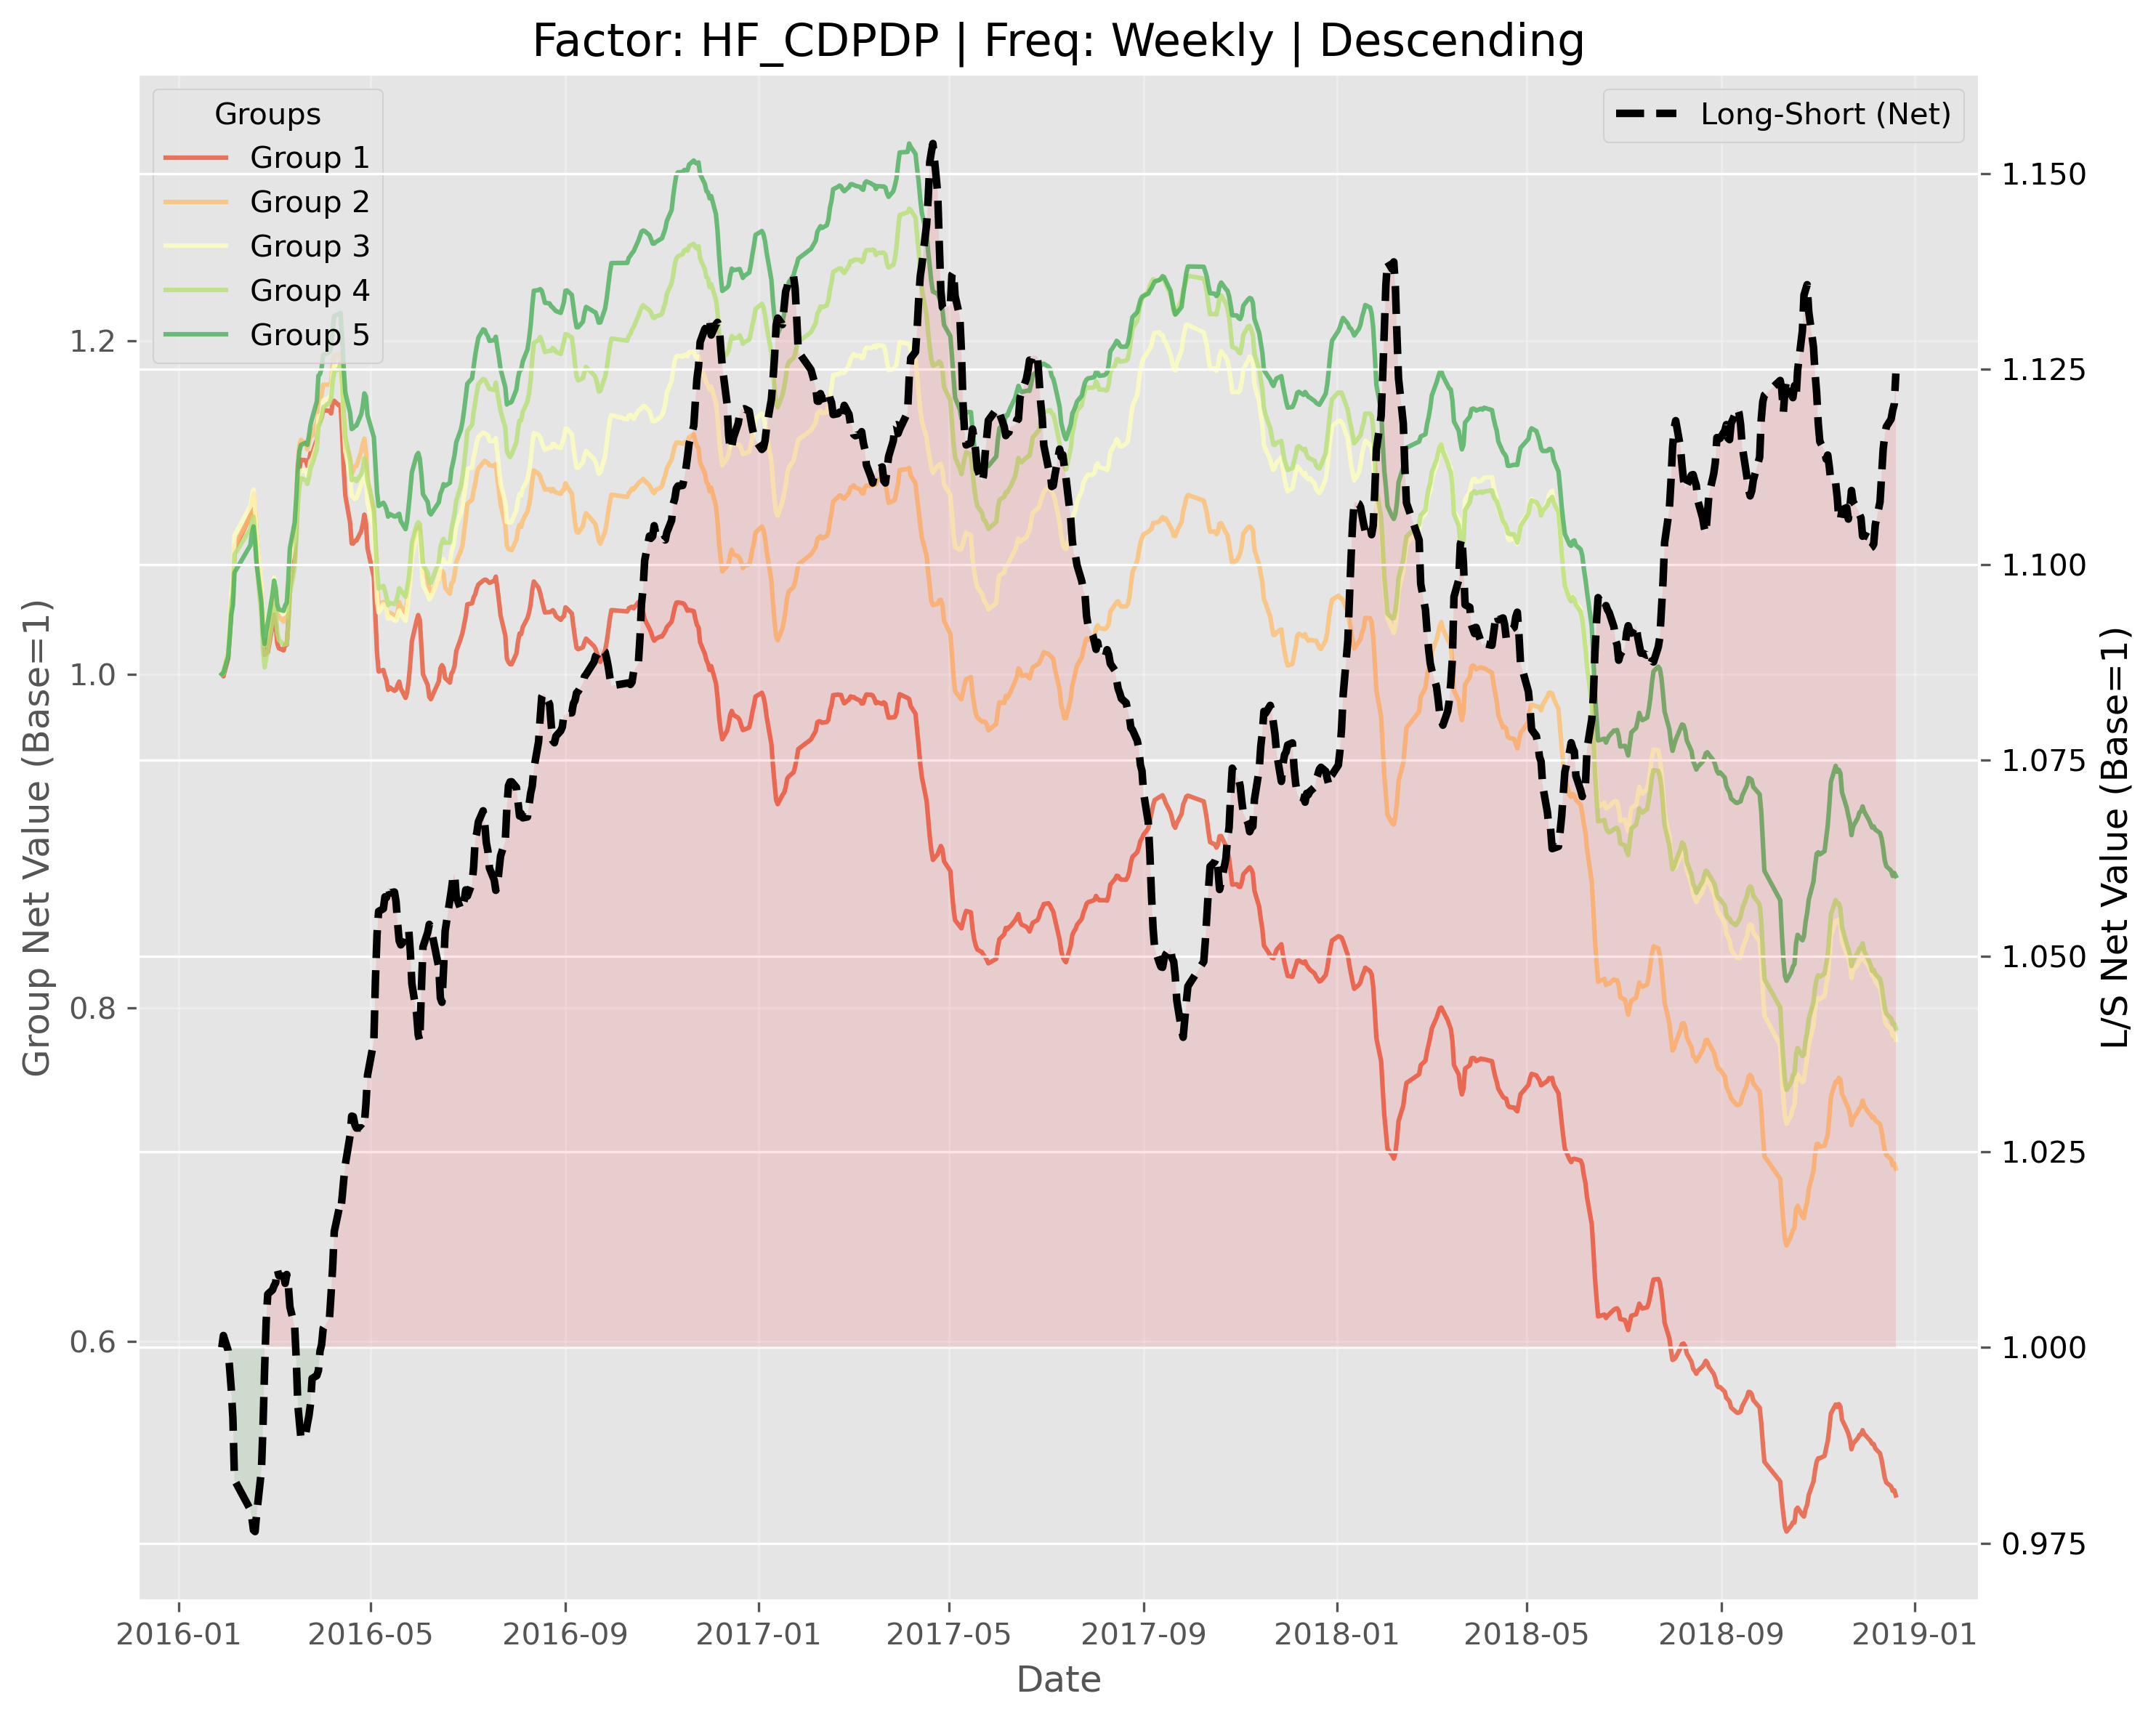 Factor: HF_CDPDP | Freq: Weekly | Descending
Groups
Group 1
Group 2
Group 3
Group 4
Group 5
Long-Short (Net)
Group Net Value (Base=1)
1.2
1.0
0.8
0.6
1.150
1.125
1.100
1.075
1.050
1.025
1.000
0.975
L/S Net Value (Base=1)
2016-01
2016-05
2016-09
2017-01
2017-05
2017-09
2018-01
2018-05
2018-09
2019-01
Date